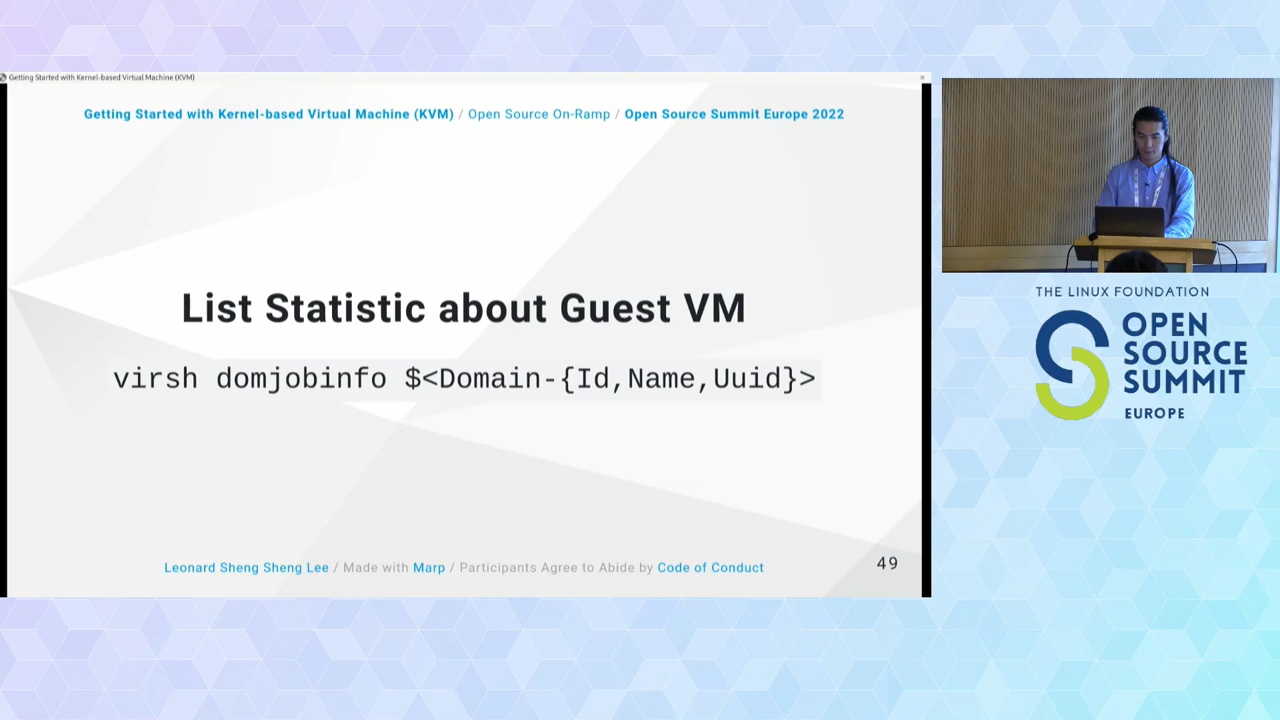 Getting Started with Kernel-based Virtual Machine (KVM)
Getting Started with Kernel-based Virtual Machine (KVM) / Open Source On-Ramp / Open Source Summit Europe 2022
List Statistic about Guest VM
virsh domjobinfo $<Domain-{Id,Name,Uuid}>
Leonard Sheng Sheng Lee / Made with Marp / Participants Agree to Abide by Code of Conduct
49
THE LINUX FOUNDATION
OPEN
SOURCE
SUMMIT
EUROPE